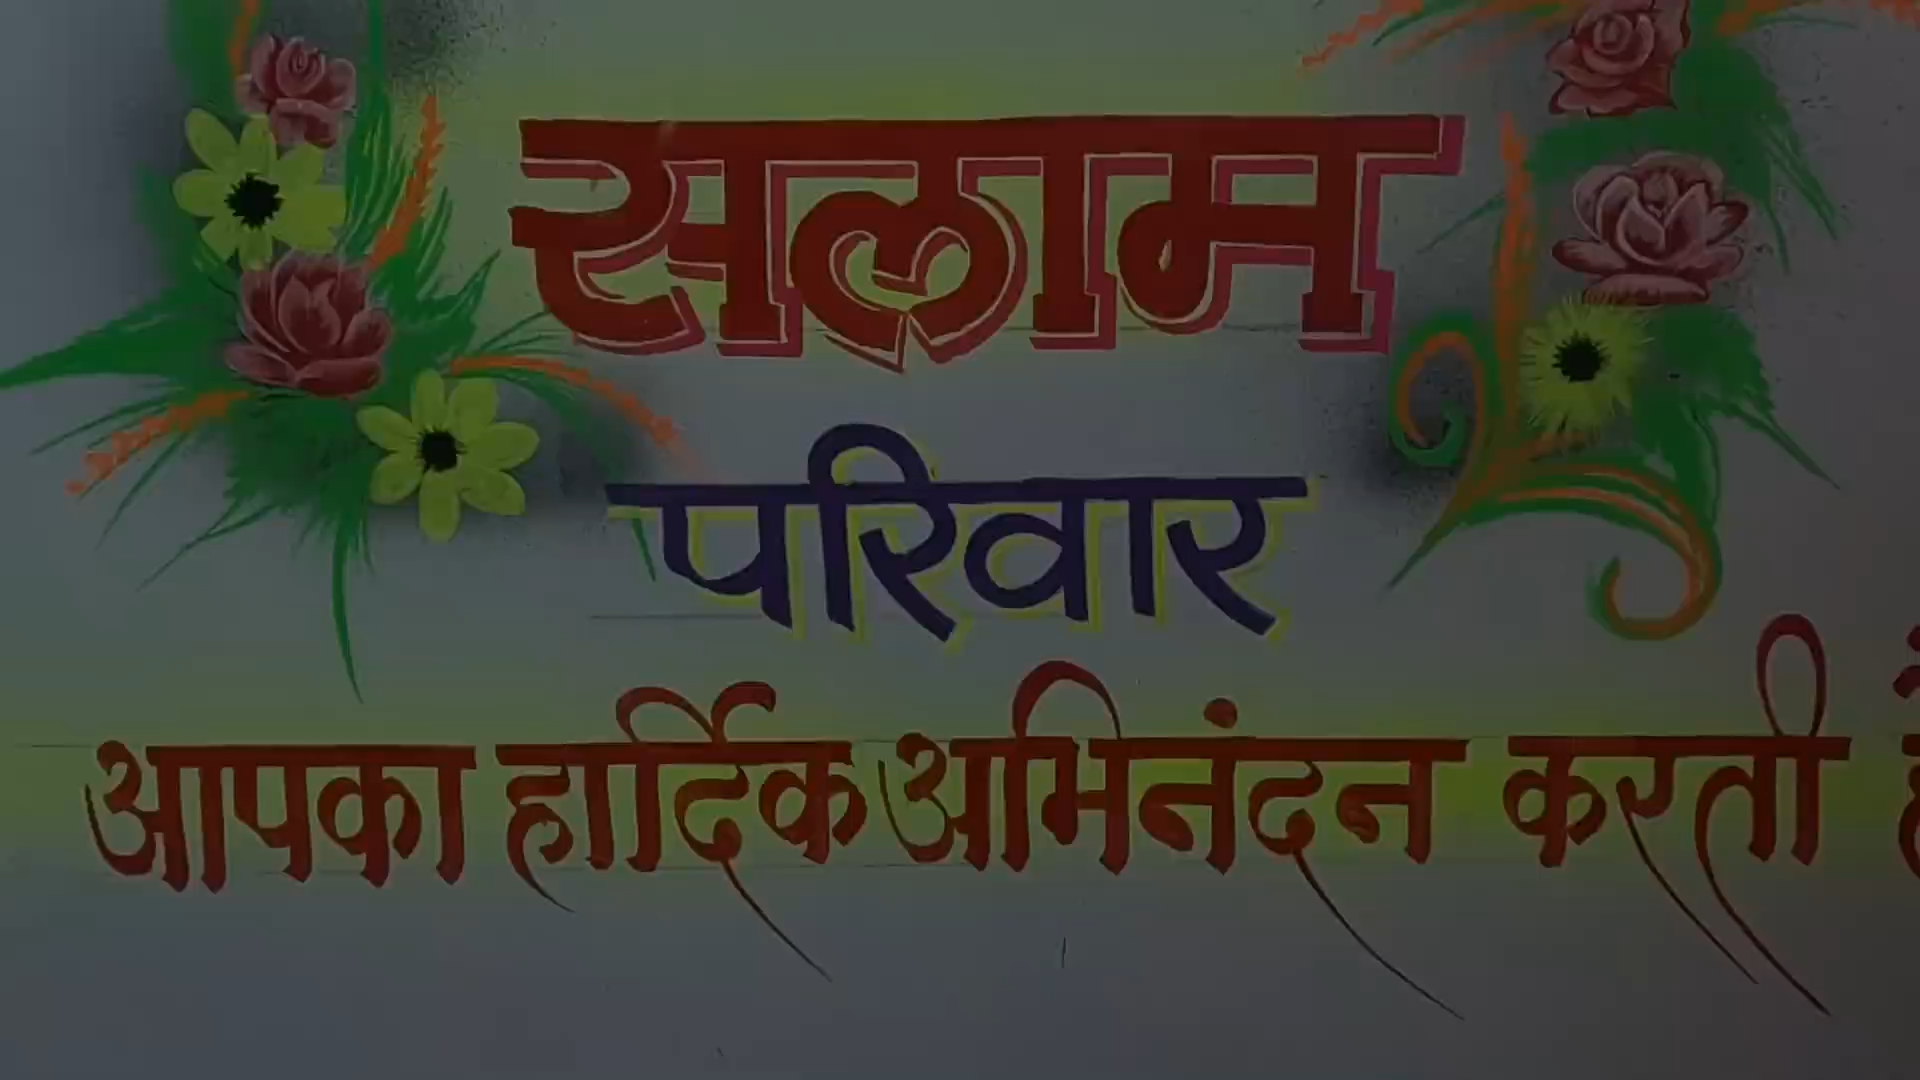 सलाम
परिवार
आपका हार्दिक अभिनंदन करती है